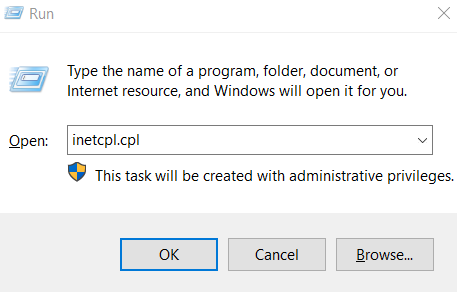 Run
Type the name of a program, folder, document, or
Internet resource, and Windows will open it for you.
Open: inetcpl.cpl
This task will be created with administrative privileges.
OK Cancel Browse...